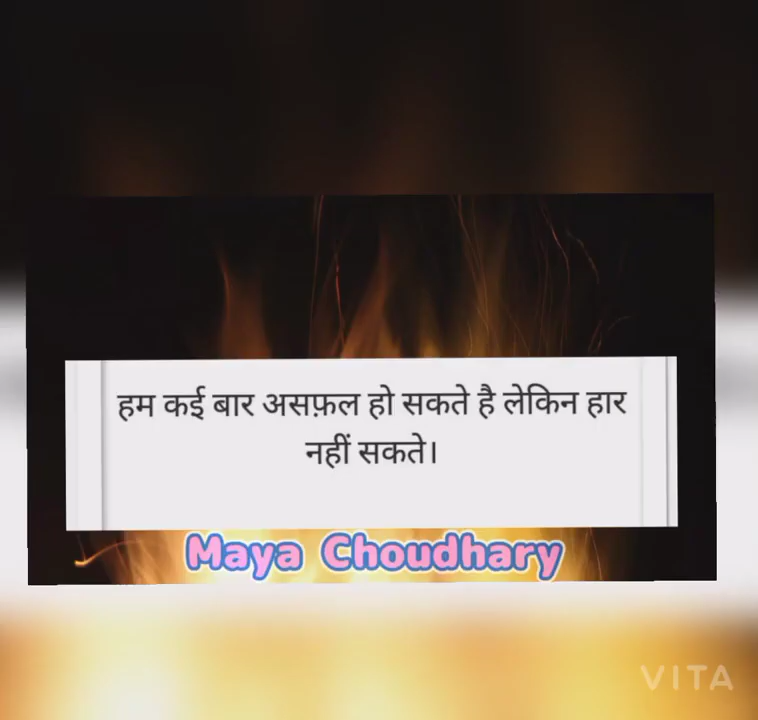 हम कई बार असफ़ल हो सकते है लेकिन हार
नहीं सकते।
Maya Choudhary
VITA